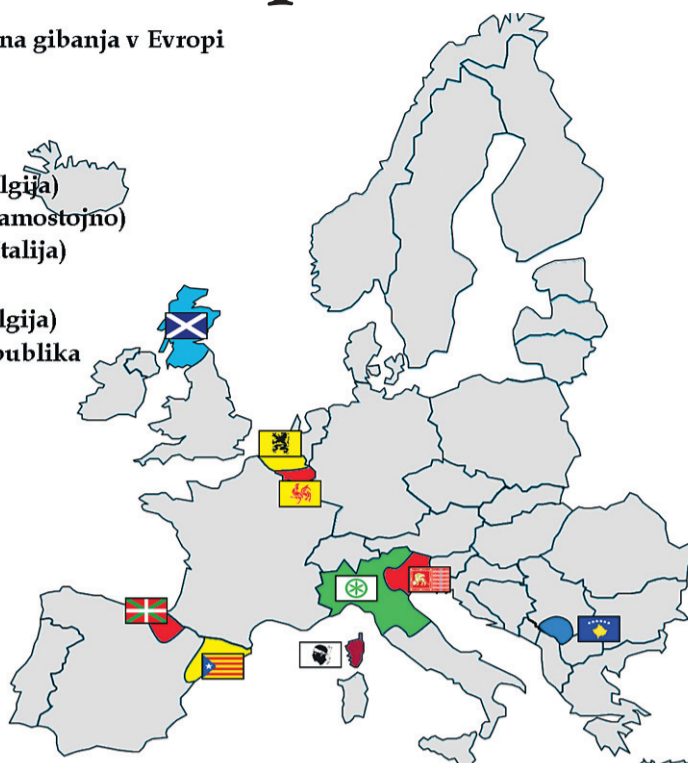 na gibanja v Evropi
lgija)
amostojno)
talija)
lgija)
publika